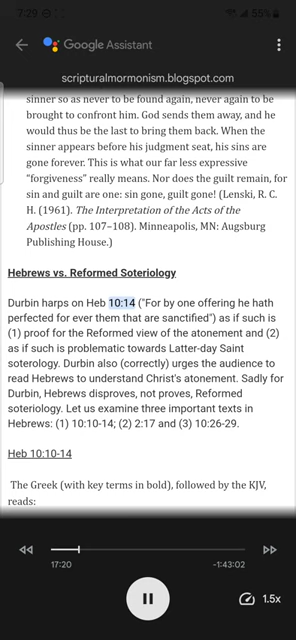 7:29
55%
Google Assistant
scripturalmormonism.blogspot.com
sinner so as never to be found again, never again to be
brought to confront him. God sends them away, and he
would thus be the last to bring them back. When the
sinner appears before his judgment seat, his sins are
gone forever. This is what our far less expressive
"forgiveness" really means. Nor does the guilt remain, for
sin and guilt are one: sin gone, guilt gone! (Lenski, R. C.
H. (1961). The Interpretation of the Acts of the
Apostles (pp. 107–108). Minneapolis, MN: Augsburg
Publishing House.)
Hebrews vs. Reformed Soteriology
Durbin harps on Heb 10:14 ("For by one offering he hath
perfected for ever them that are sanctified") as if such is
(1) proof for the Reformed view of the atonement and (2)
as if such is problematic towards Latter-day Saint
soterology. Durbin also (correctly) urges the audience to
read Hebrews to understand Christ's atonement. Sadly for
Durbin, Hebrews disproves, not proves, Reformed
soteriology. Let us examine three important texts in
Hebrews: (1) 10:10-14; (2) 2:17 and (3) 10:26-29.
Heb 10:10-14
The Greek (with key terms in bold), followed by the KJV,
reads:
17:20
-1:43:02
1.5x